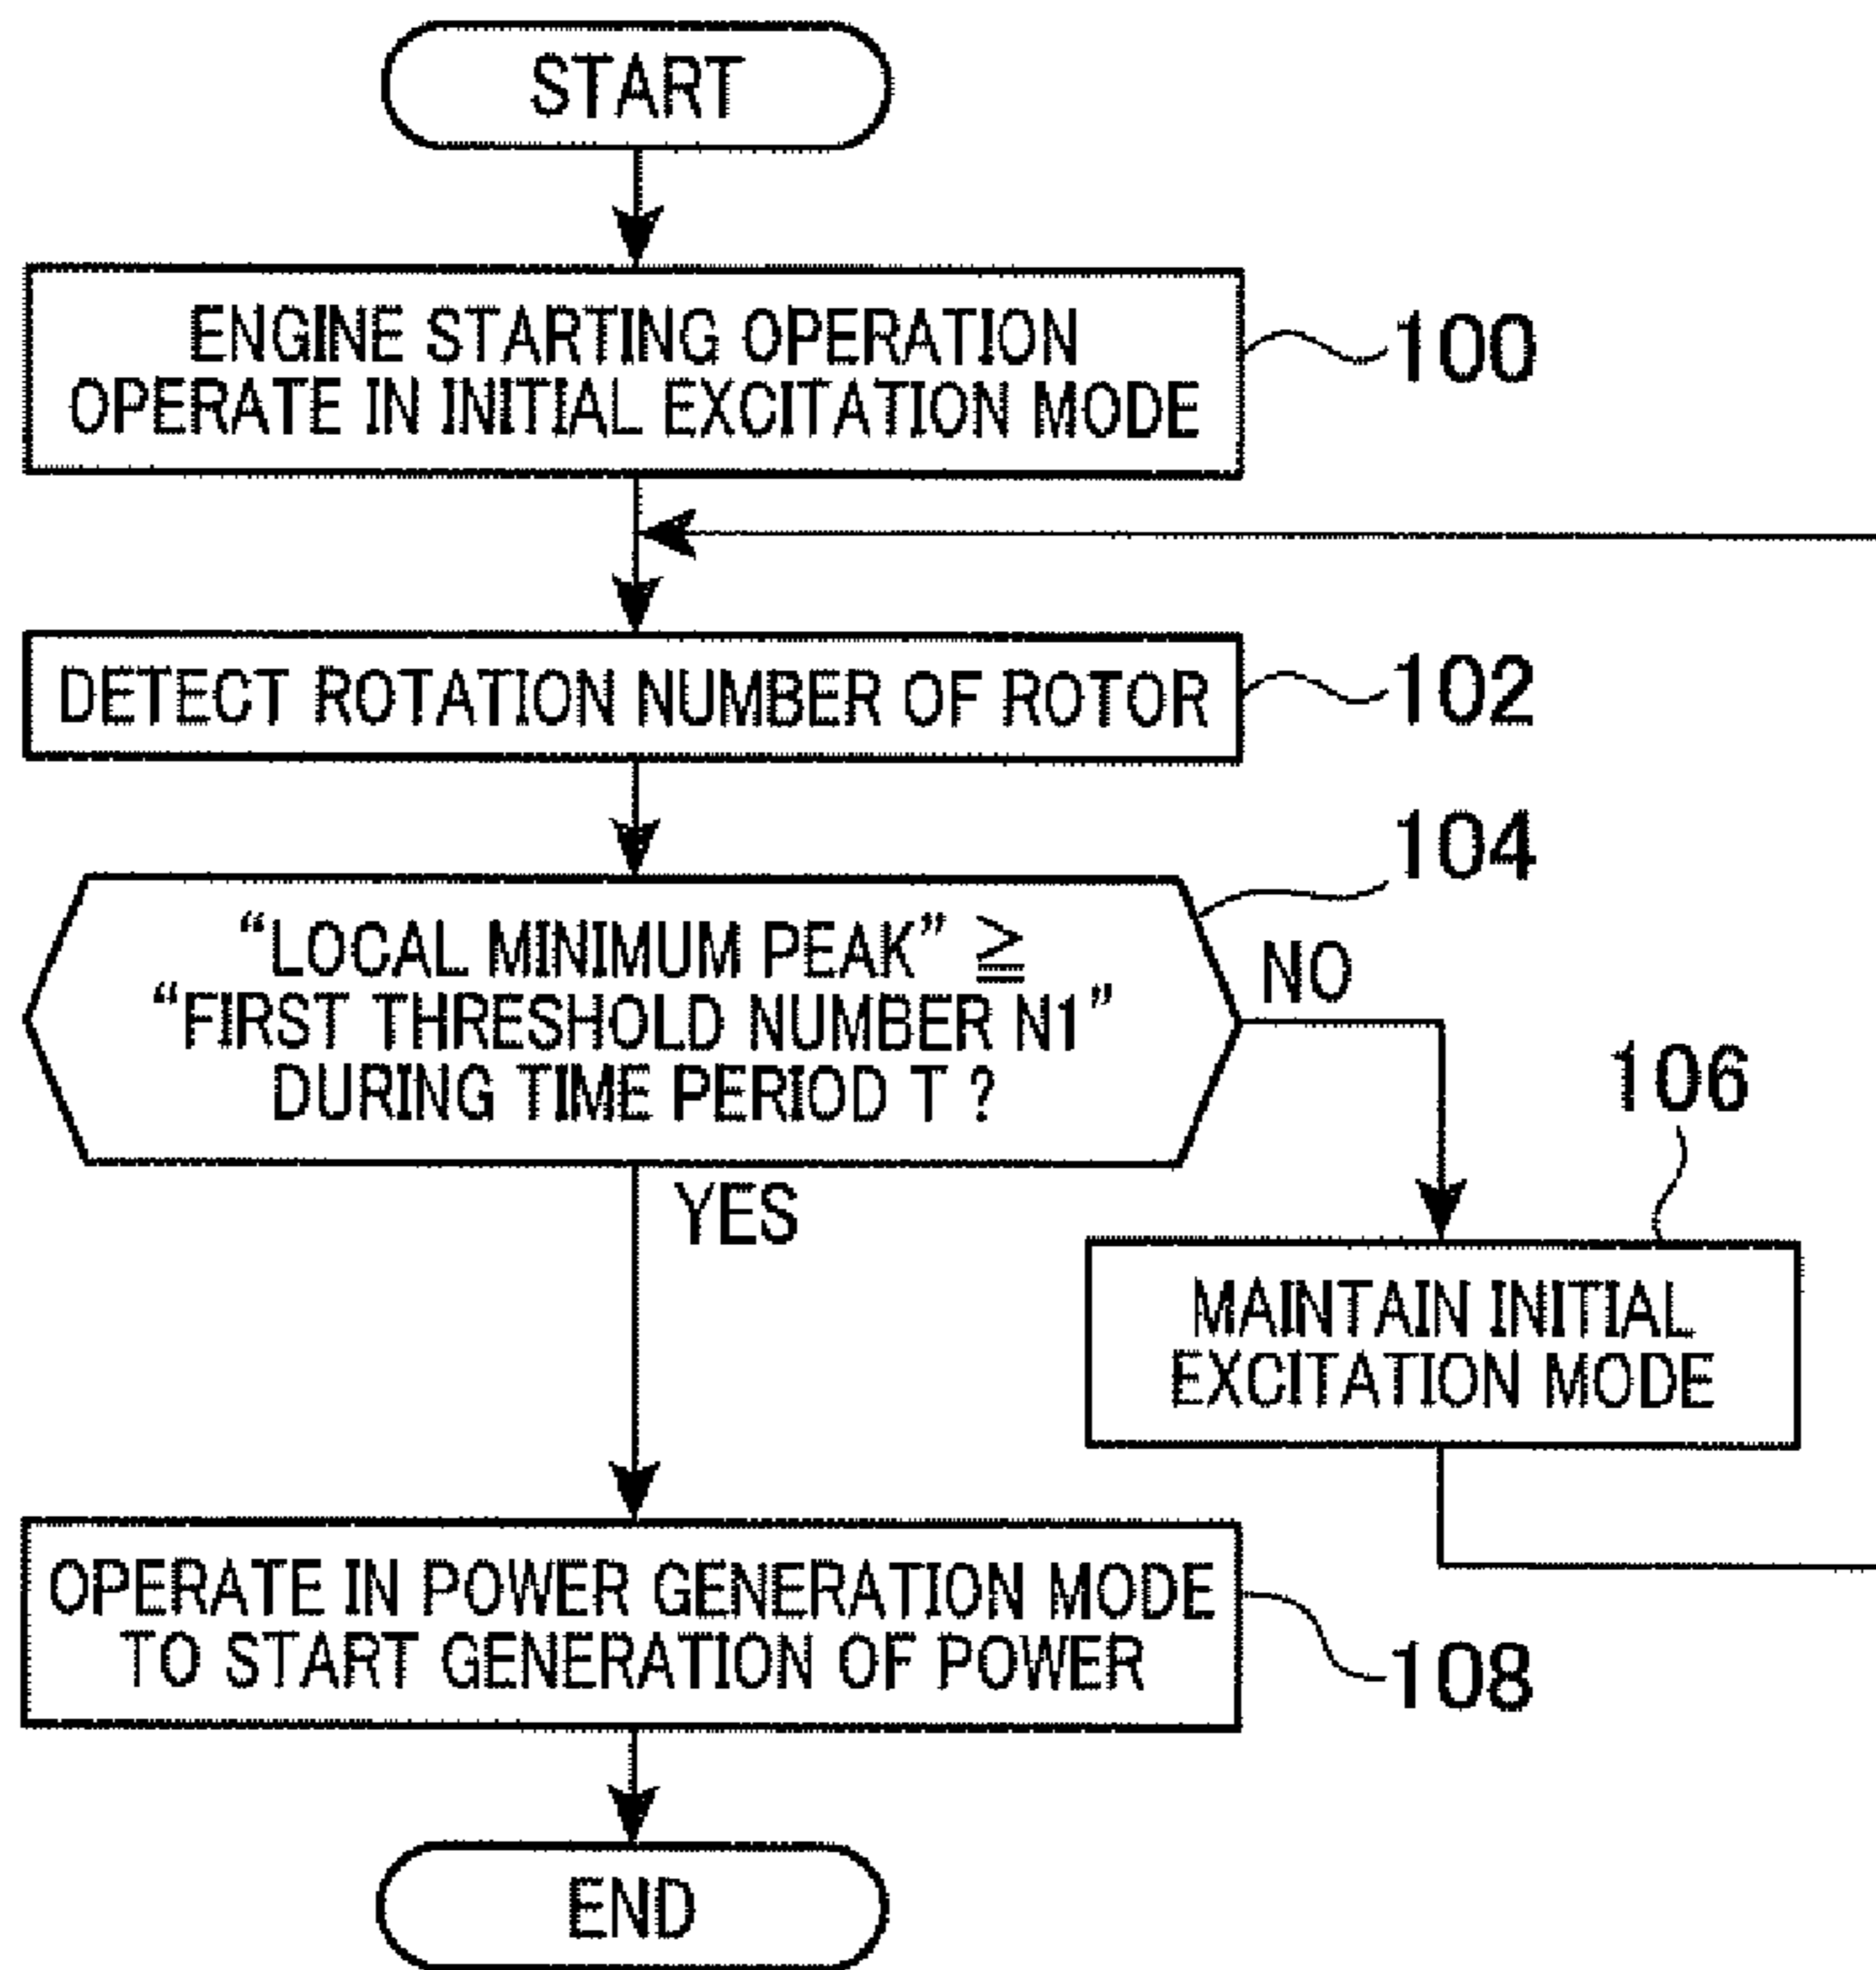 START
ENGINE STARTING OPERATION
OPERATE IN INITIAL EXCITATION MODE
100
DETECT ROTATION NUMBER OF ROTOR
102
104
“LOCAL MINIMUM PEAK” ≧
“FIRST THRESHOLD NUMBER N1”
DURING TIME PERIOD T ?
NO
YES
106
MAINTAIN INITIAL
EXCITATION MODE
OPERATE IN POWER GENERATION MODE
TO START GENERATION OF POWER
108
END